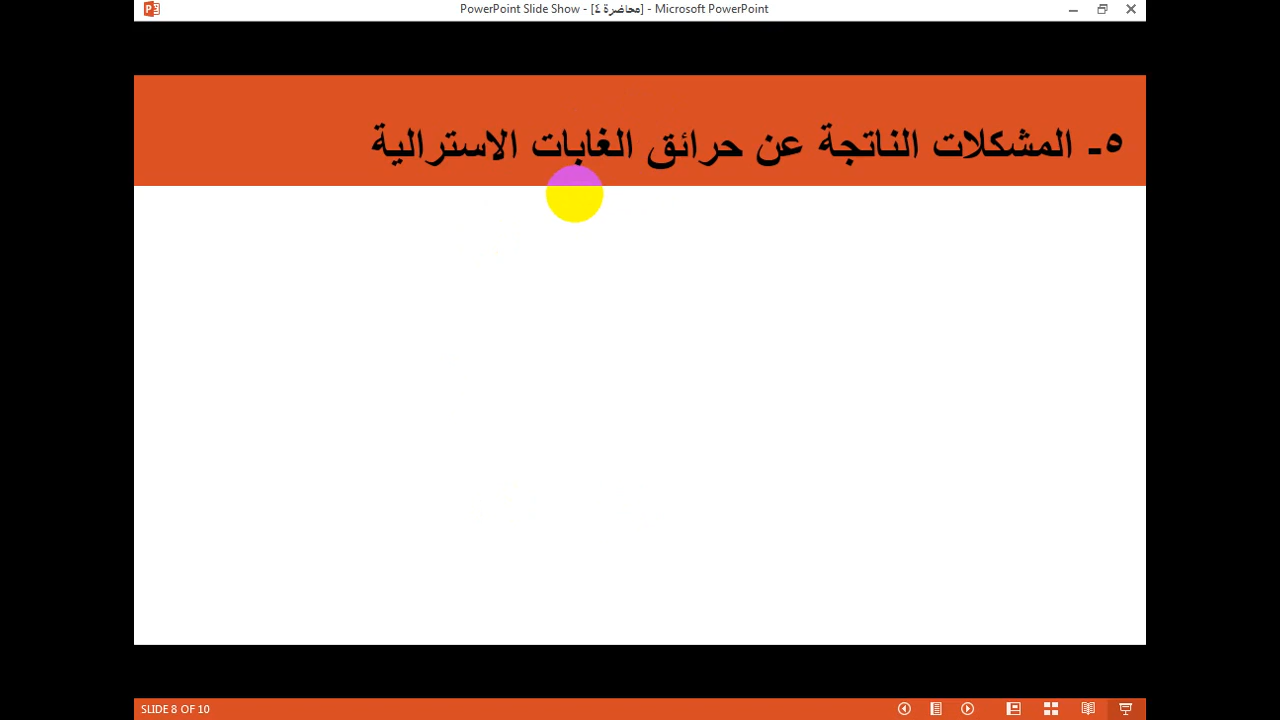 PowerPoint Slide Show - [محاضرة ٤] - Microsoft PowerPoint
٥- المشكلات الناتجة عن حرائق الغابات الاسترالية
SLIDE 8 OF 10